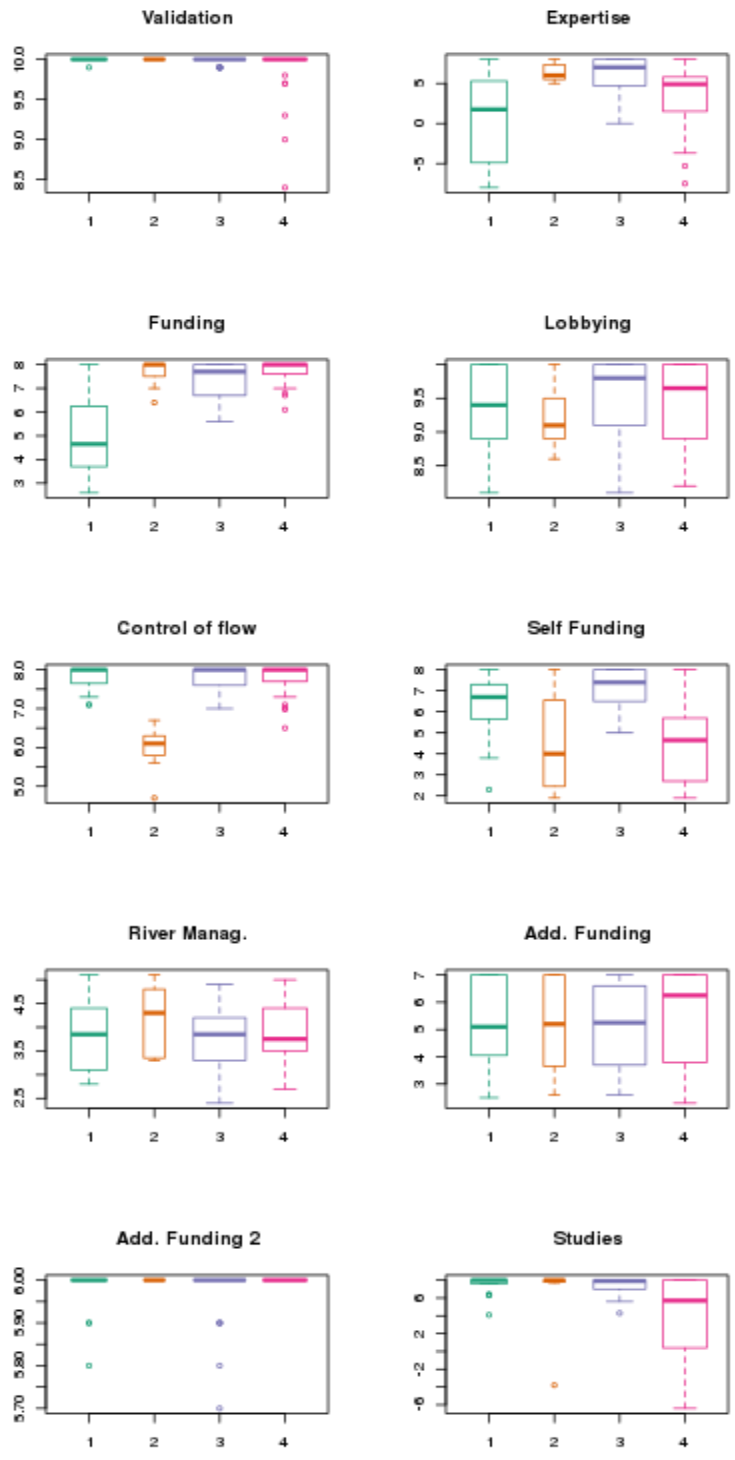 Validation
10.0
9.5
9.0
8.5
1 2 3 4
Expertise
5
0
-5
1 2 3 4
Funding
8
7
6
5
4
3
1 2 3 4
Lobbying
9.5
9.0
8.5
1 2 3 4
Control of flow
8.0
7.0
6.0
5.0
1 2 3 4
Self Funding
8
7
6
5
4
3
2
1 2 3 4
River Manag.
4.5
3.5
2.5
1 2 3 4
Add. Funding
7
6
5
4
3
1 2 3 4
Add. Funding 2
6.00
5.90
5.80
5.70
1 2 3 4
Studies
6
2
-2
-6
1 2 3 4